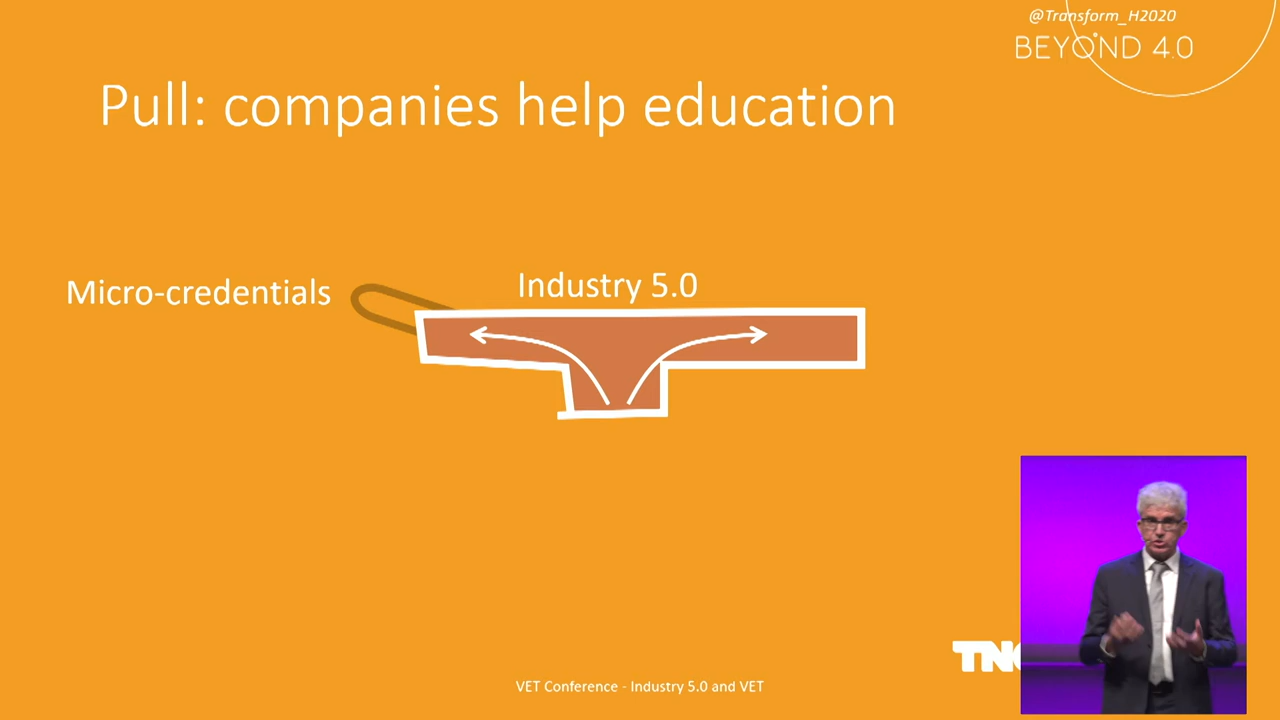 @Transform_H2020
BEYOND 4.0
Pull: companies help education
Micro-credentials
Industry 5.0
VET Conference - Industry 5.0 and VET